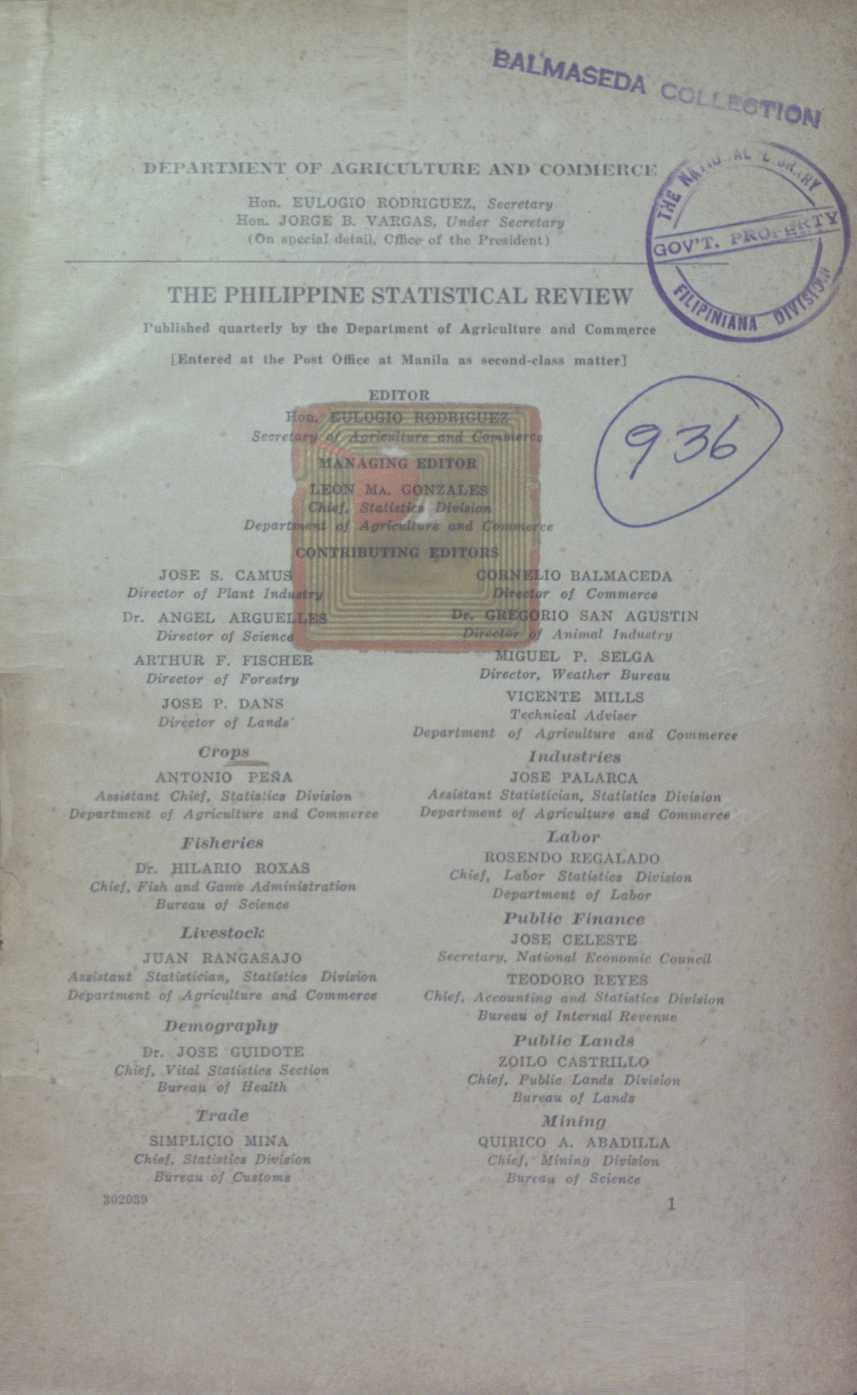 BALMASEDA COLLECTION
DEPARTMENT OF AGRICULTURE AND COMMERCE
Hon. EULOGIO RODRIGUEZ, Secretary
Hon. JORGE B. VARGAS, Under Secretary
(On special detail, Office of the President)
THE NATIONAL LIBRARY
GOV'T. PROPERTY
FILIPINIANA DIVISION
THE PHILIPPINE STATISTICAL REVIEW
Published quarterly by the Department of Agriculture and Commerce
[Entered at the Post Office at Manila as second-class matter]
936
EDITOR
Hon. EULOGIO RODRIGUEZ
Secretary of Agriculture and Commerce
MANAGING EDITOR
LEON MA. GONZALES
Chief, Statistics Division
Department of Agriculture and Commerce
CONTRIBUTING EDITORS
JOSE S. CAMUS
Director of Plant Industry
Dr. ANGEL ARGUELLES
Director of Science
ARTHUR F. FISCHER
Director of Forestry
JOSE P. DANS
Director of Lands
Crops
ANTONIO PEÑA
Assistant Chief, Statistics Division
Department of Agriculture and Commerce
Fisheries
Dr. HILARIO ROXAS
Chief, Fish and Game Administration
Bureau of Science
Livestock
JUAN RANGASAJO
Assistant Statistician, Statistics Division
Department of Agriculture and Commerce
Demography
Dr. JOSE GUIDOTE
Chief, Vital Statistics Section
Bureau of Health
Trade
SIMPLICIO MINA
Chief, Statistics Division
Bureau of Customs
CORNELIO BALMACEDA
Director of Commerce
Dr. GREGORIO SAN AGUSTIN
Director of Animal Industry
MIGUEL P. SELGA
Director, Weather Bureau
VICENTE MILLS
Technical Adviser
Department of Agriculture and Commerce
Industries
JOSE PALARCA
Assistant Statistician, Statistics Division
Department of Agriculture and Commerce
Labor
ROSENDO REGALADO
Chief, Labor Statistics Division
Department of Labor
Public Finance
JOSE CELESTE
Secretary, National Economic Council
TEODORO REYES
Chief, Accounting and Statistics Division
Bureau of Internal Revenue
Public Lands
ZOILO CASTRILLO
Chief, Public Lands Division
Bureau of Lands
Mining
QUIRICO A. ABADILLA
Chief, Mining Division
Bureau of Science
302039
1